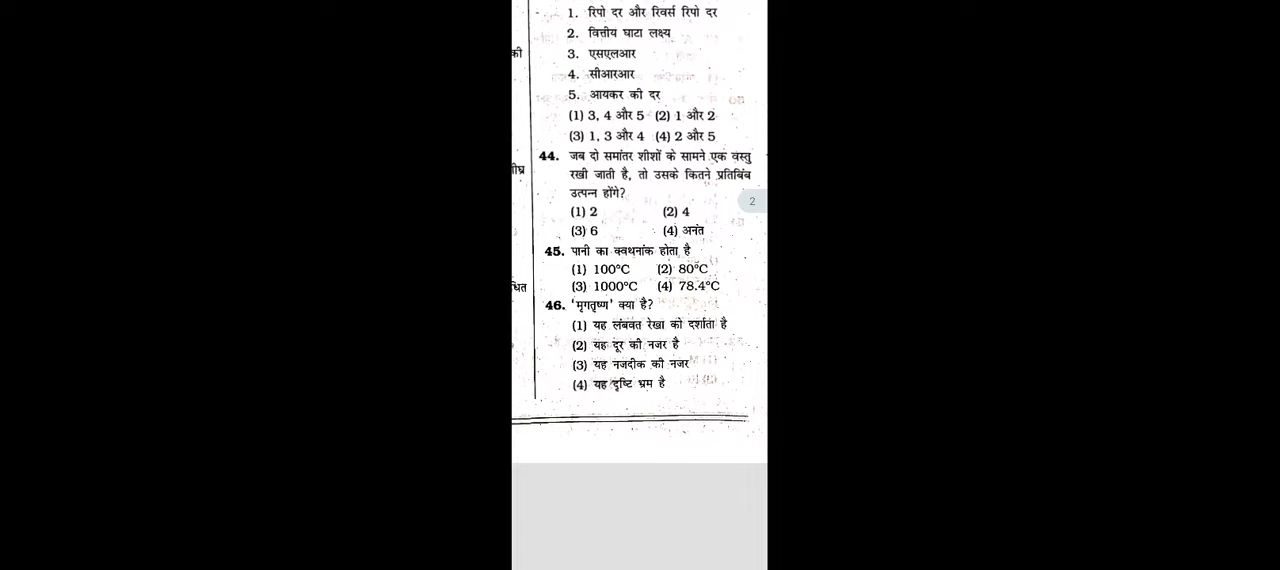 1. रिपो दर और रिवर्स रिपो दर
2. वित्तीय घाटा लक्ष्य
की
3. एसएलआर
4. सीआरआर
5. आयकर की दर
(1) 3, 4 और 5 (2) 1 और 2
(3) 1, 3 और 4 (4) 2 और 5
44. जब दो समांतर शीशों के सामने एक वस्तु
रखी जाती है, तो उसके कितने प्रतिबिंब
उत्पन्न होंगे?
2
(1) 2 (2) 4
(3) 6 (4) अनंत
45. पानी का क्वथनांक होता है
(1) 100°C (2) 80°C
(3) 1000°C (4) 78.4°C
46. 'मृगतृष्ण' क्या है?
(1) यह लंबवत रेखा को दर्शाता है
(2) यह दूर की नजर है
(3) यह नजदीक की नजर
(4) यह दृष्टि भ्रम है